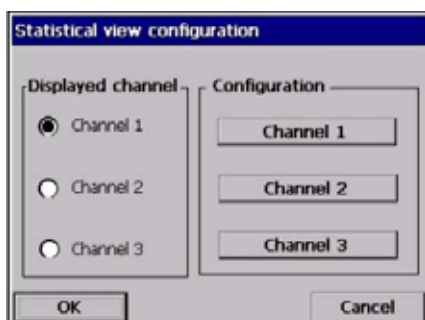 Statistical view configuration
Displayed channel
Configuration
Channel 1
Channel 1
Channel 2
Channel 2
Channel 3
Channel 3
OK
Cancel